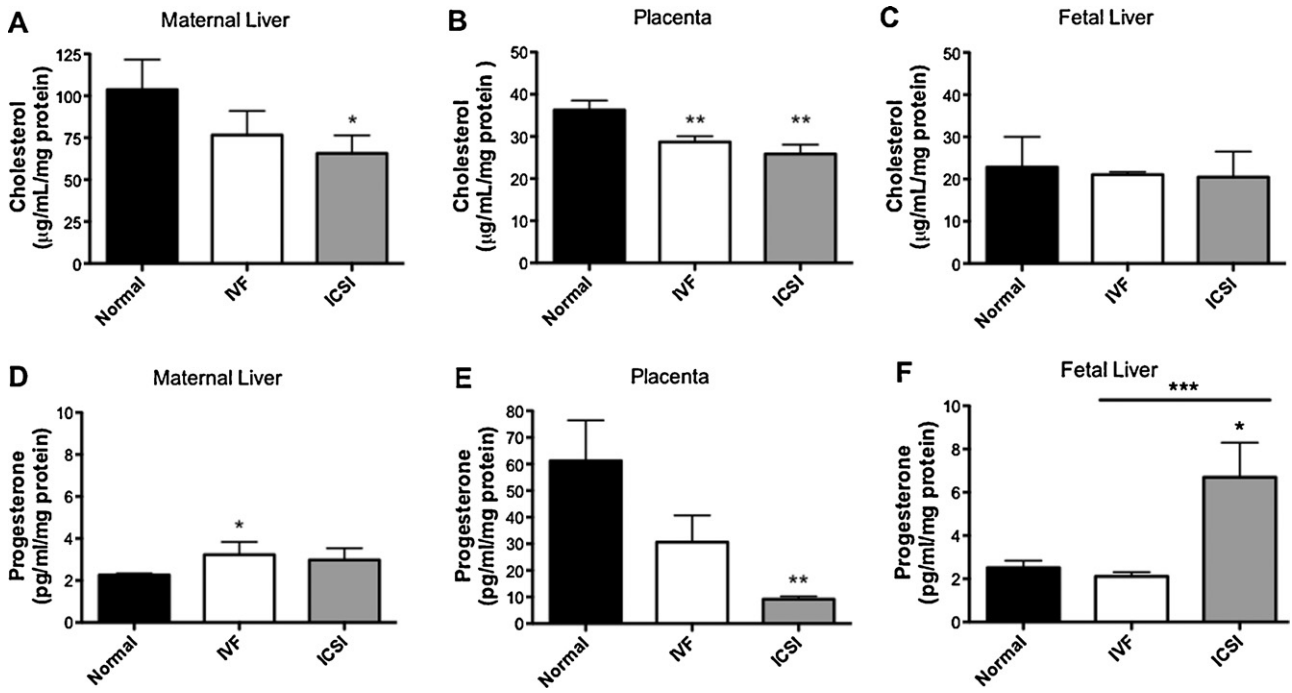 A
Maternal Liver
Cholesterol
(µg/mL/mg protein)
125
100
75
50
25
0
*
Normal
IVF
ICSI
B
Placenta
Cholesterol
(µg/mL/mg protein )
50
40
30
20
10
0
**
**
Normal
IVF
ICSI
C
Fetal Liver
Cholesterol
(µg/mL/mg protein)
50
40
30
20
10
0
Normal
IVF
ICSI
D
Maternal Liver
Progesterone
(pg/ml/mg protein)
10
8
6
4
2
0
*
Normal
IVF
ICSI
E
Placenta
Progesterone
(pg/ml/mg protein)
80
70
60
50
40
30
20
10
0
**
Normal
IVF
ICSI
F
Fetal Liver
Progesterone
(pg/ml/mg protein)
10
8
6
4
2
0
***
*
Normal
IVF
ICSI